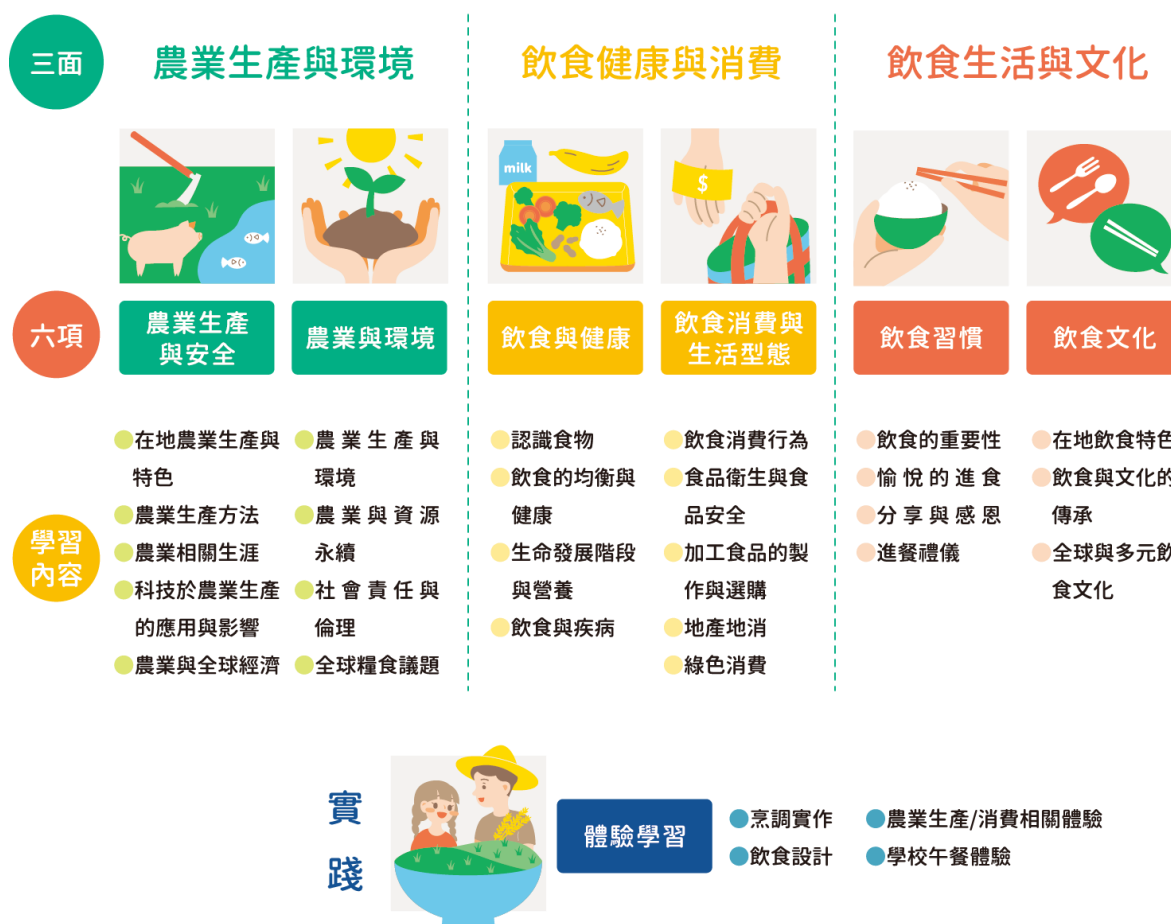 三面
農業生產與環境
飲食健康與消費
飲食生活與文化
milk
$
六項
農業生產
與安全
農業與環境
飲食與健康
飲食消費與
生活型態
飲食習慣
飲食文化
學習
內容
在地農業生產與
特色
農業生產方法
農業相關生涯
科技於農業生產
的應用與影響
農業與全球經濟
農業生產與
環境
農業與資源
永續
社會責任與
倫理
全球糧食議題
認識食物
飲食的均衡與
健康
生命發展階段
與營養
飲食與疾病
飲食消費行為
食品衛生與食
品安全
加工食品的製
作與選購
地產地消
綠色消費
飲食的重要性
愉悅的進食
分享與感恩
進餐禮儀
在地飲食特色
飲食與文化的
傳承
全球與多元飲
食文化
實
踐
體驗學習
烹調實作
農業生產/消費相關體驗
飲食設計
學校午餐體驗